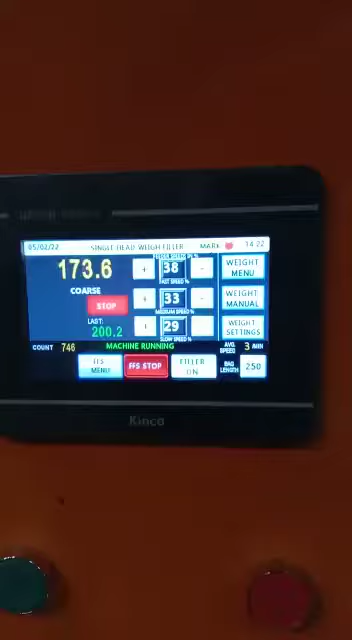 05/02/22 SINGLE HEAD WEIGH FILLER MARK 14:22
173.6
COARSE
STOP
LAST:
200.2
+ 38 -
FAST SPEED %
+ 33 -
MEDIUM SPEED %
+ 29
SLOW SPEED %
WEIGHT MENU
WEIGHT MANUAL
WEIGHT SETTINGS
COUNT 746 MACHINE RUNNING AVG. SPEED 3 /MIN
FFS MENU
FFS STOP
FILLER ON
BAG LENGTH 250
Kinco